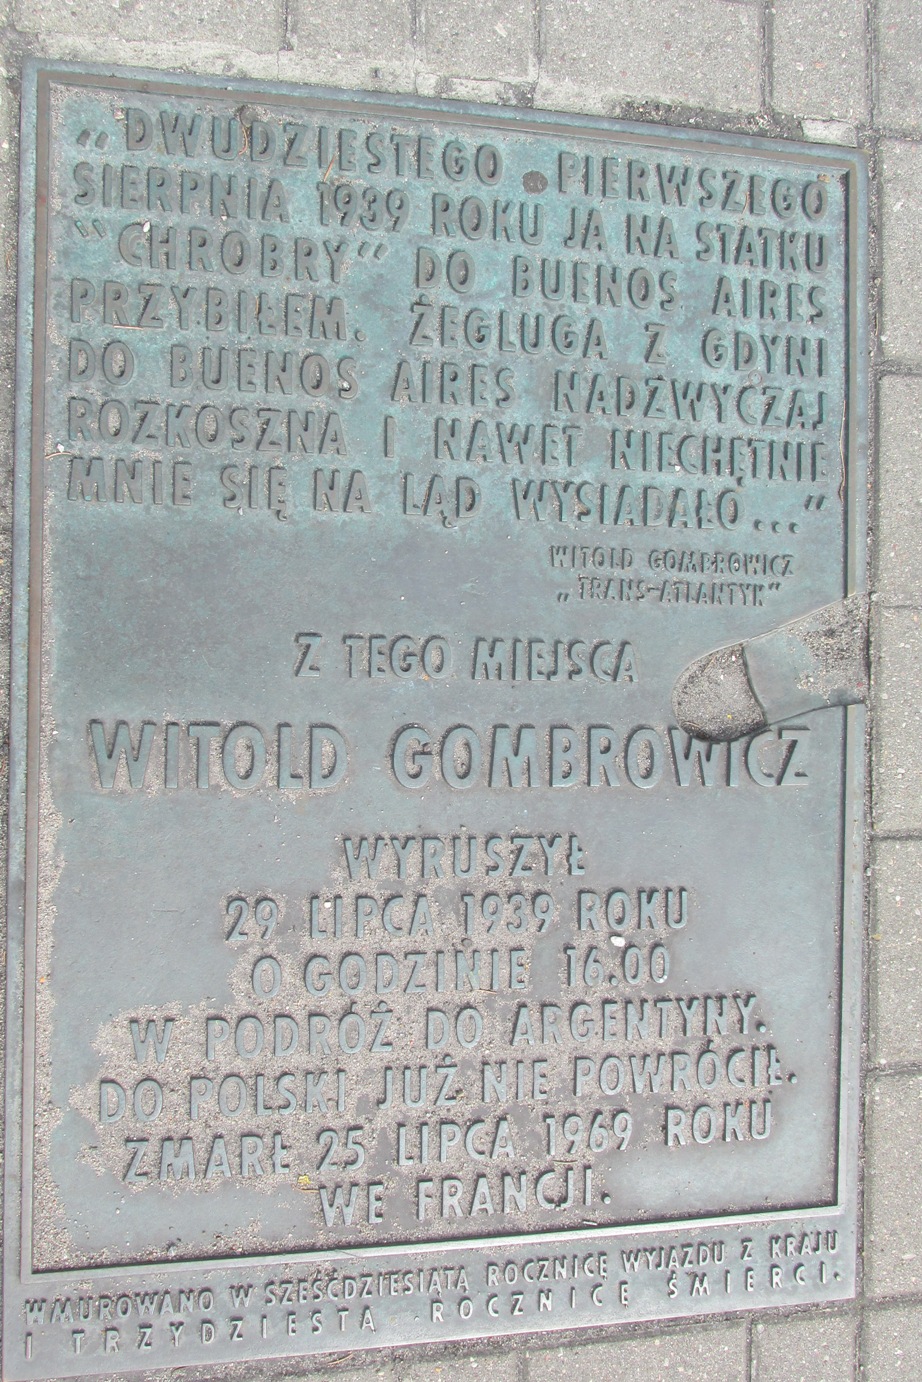 "DWUDZIESTEGO PIERWSZEGO
SIERPNIA 1939 ROKU JA NA STATKU
"CHROBRY" DO BUENOS AIRES
PRZYBIŁEM. ŻEGLUGA Z GDYNI
DO BUENOS AIRES NADZWYCZAJ
ROZKOSZNA I NAWET NIECHĘTNIE
MNIE SIĘ NA LĄD WYSIADAŁO ..."
WITOLD GOMBROWICZ
"TRANS-ATLANTYK"
Z TEGO MIEJSCA
WITOLD GOMBROWICZ
WYRUSZYŁ
29 LIPCA 1939 ROKU
O GODZINIE 16.00
W PODRÓŻ DO ARGENTYNY,
DO POLSKI JUŻ NIE POWRÓCIŁ,
ZMARŁ 25 LIPCA 1969 ROKU
WE FRANCJI.
WMUROWANO W SZEŚĆDZIESIĄTĄ ROCZNICĘ WYJAZDU Z KRAJU
I TRZYDZIESTĄ ROCZNICĘ ŚMIERCI.